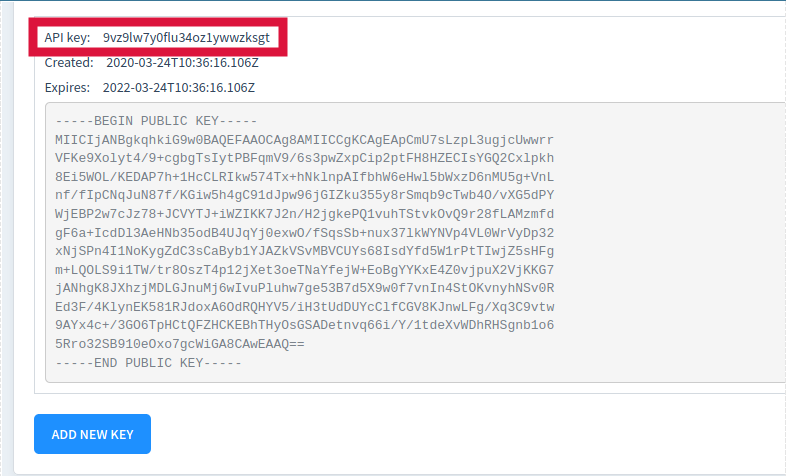 API key: 9vz9lw7y0flu34oz1ywwzksgt
Created: 2020-03-24T10:36:16.106Z
Expires: 2022-03-24T10:36:16.106Z
-----BEGIN PUBLIC KEY-----
MIICIjANBgkqhkiG9w0BAQEFAAOCAg8AMIICCgKCAgEApCmU7sLzpL3ugjcUwwrr
VFKe9Xolyt4/9+cgbgTsIytPBFqmV9/6s3pwZxpCip2ptFH8HZECIsYGQ2Cxlpkh
8Ei5WOL/KEDAP7h+1HcCLRIkw574Tx+hNklnpAIfbhW6eHwl5bWxzD6nMU5g+VnL
nf/fIpCNqJuN87f/KGiw5h4gC91dJpw96jGIZku355y8rSmqb9cTwb4O/vXG5dPY
WjEBP2w7cJz78+JCVYTJ+iWZIKK7J2n/H2jgkePQ1vuhTStvkOvQ9r28fLAMzmfd
gF6a+IcdDl3AeHNb35odB4UJqYj0exwO/fSqsSb+nux37lkWYNVp4VL0WrVyDp32
xNjSPn4I1NoKygZdC3sCaByb1YJAZkVSvMBVCUYs68IsdYfd5W1rPtTIwjZ5sHFg
m+LQOLS9i1TW/tr8OszT4p12jXet3oeTNaYfejW+EoBgYYKxE4Z0vjpuX2VjKKG7
jANhgK8JXhzjMDLGJnuMj6wIvuPluhw7ge53B7d5X9w0f7vnIn4StOKvnyhNSv0R
Ed3F/4KlynEK581RJdoxA6OdRQHYV5/iH3tUdDUYcClfCGV8KJnwLFg/Xq3C9vtw
9AYx4c+/3GO6TpHCtQFZHCKEBhTHyOsGSADetnvq66i/Y/1tdeXvWDhRHSgnb1o6
5Rro32SB910eOxo7gcWiGA8CAwEAAQ==
-----END PUBLIC KEY-----
ADD NEW KEY